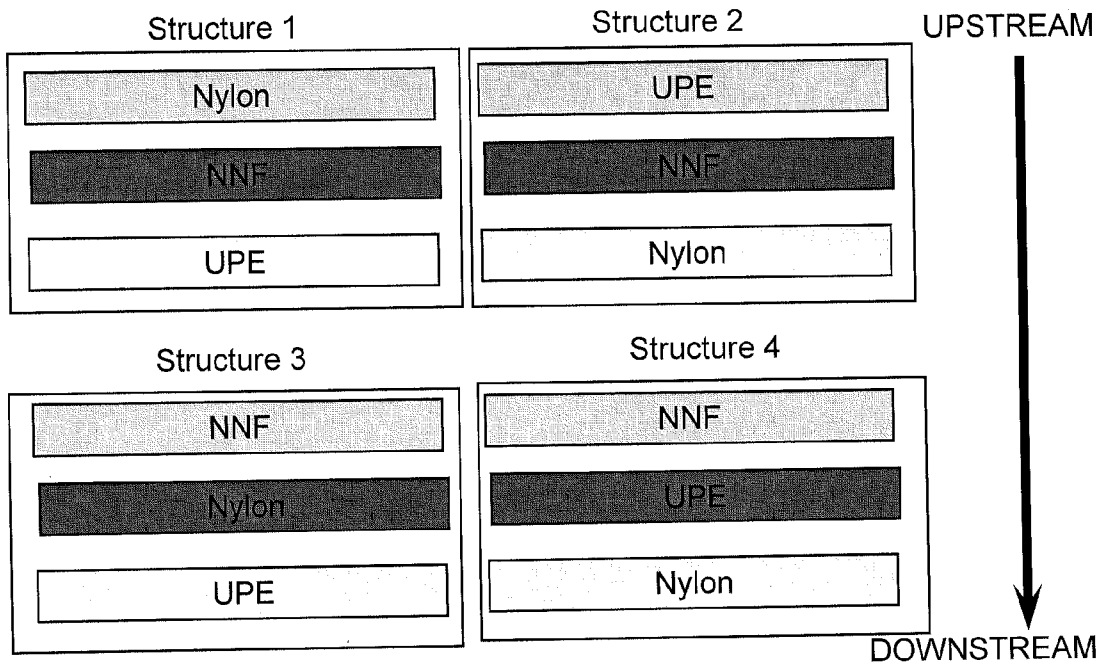 Structure 1
Structure 2
UPSTREAM
Nylon
UPE
NNF
NNF
UPE
Nylon
Structure 3
Structure 4
NNF
NNF
Nylon
UPE
UPE
Nylon
DOWNSTREAM